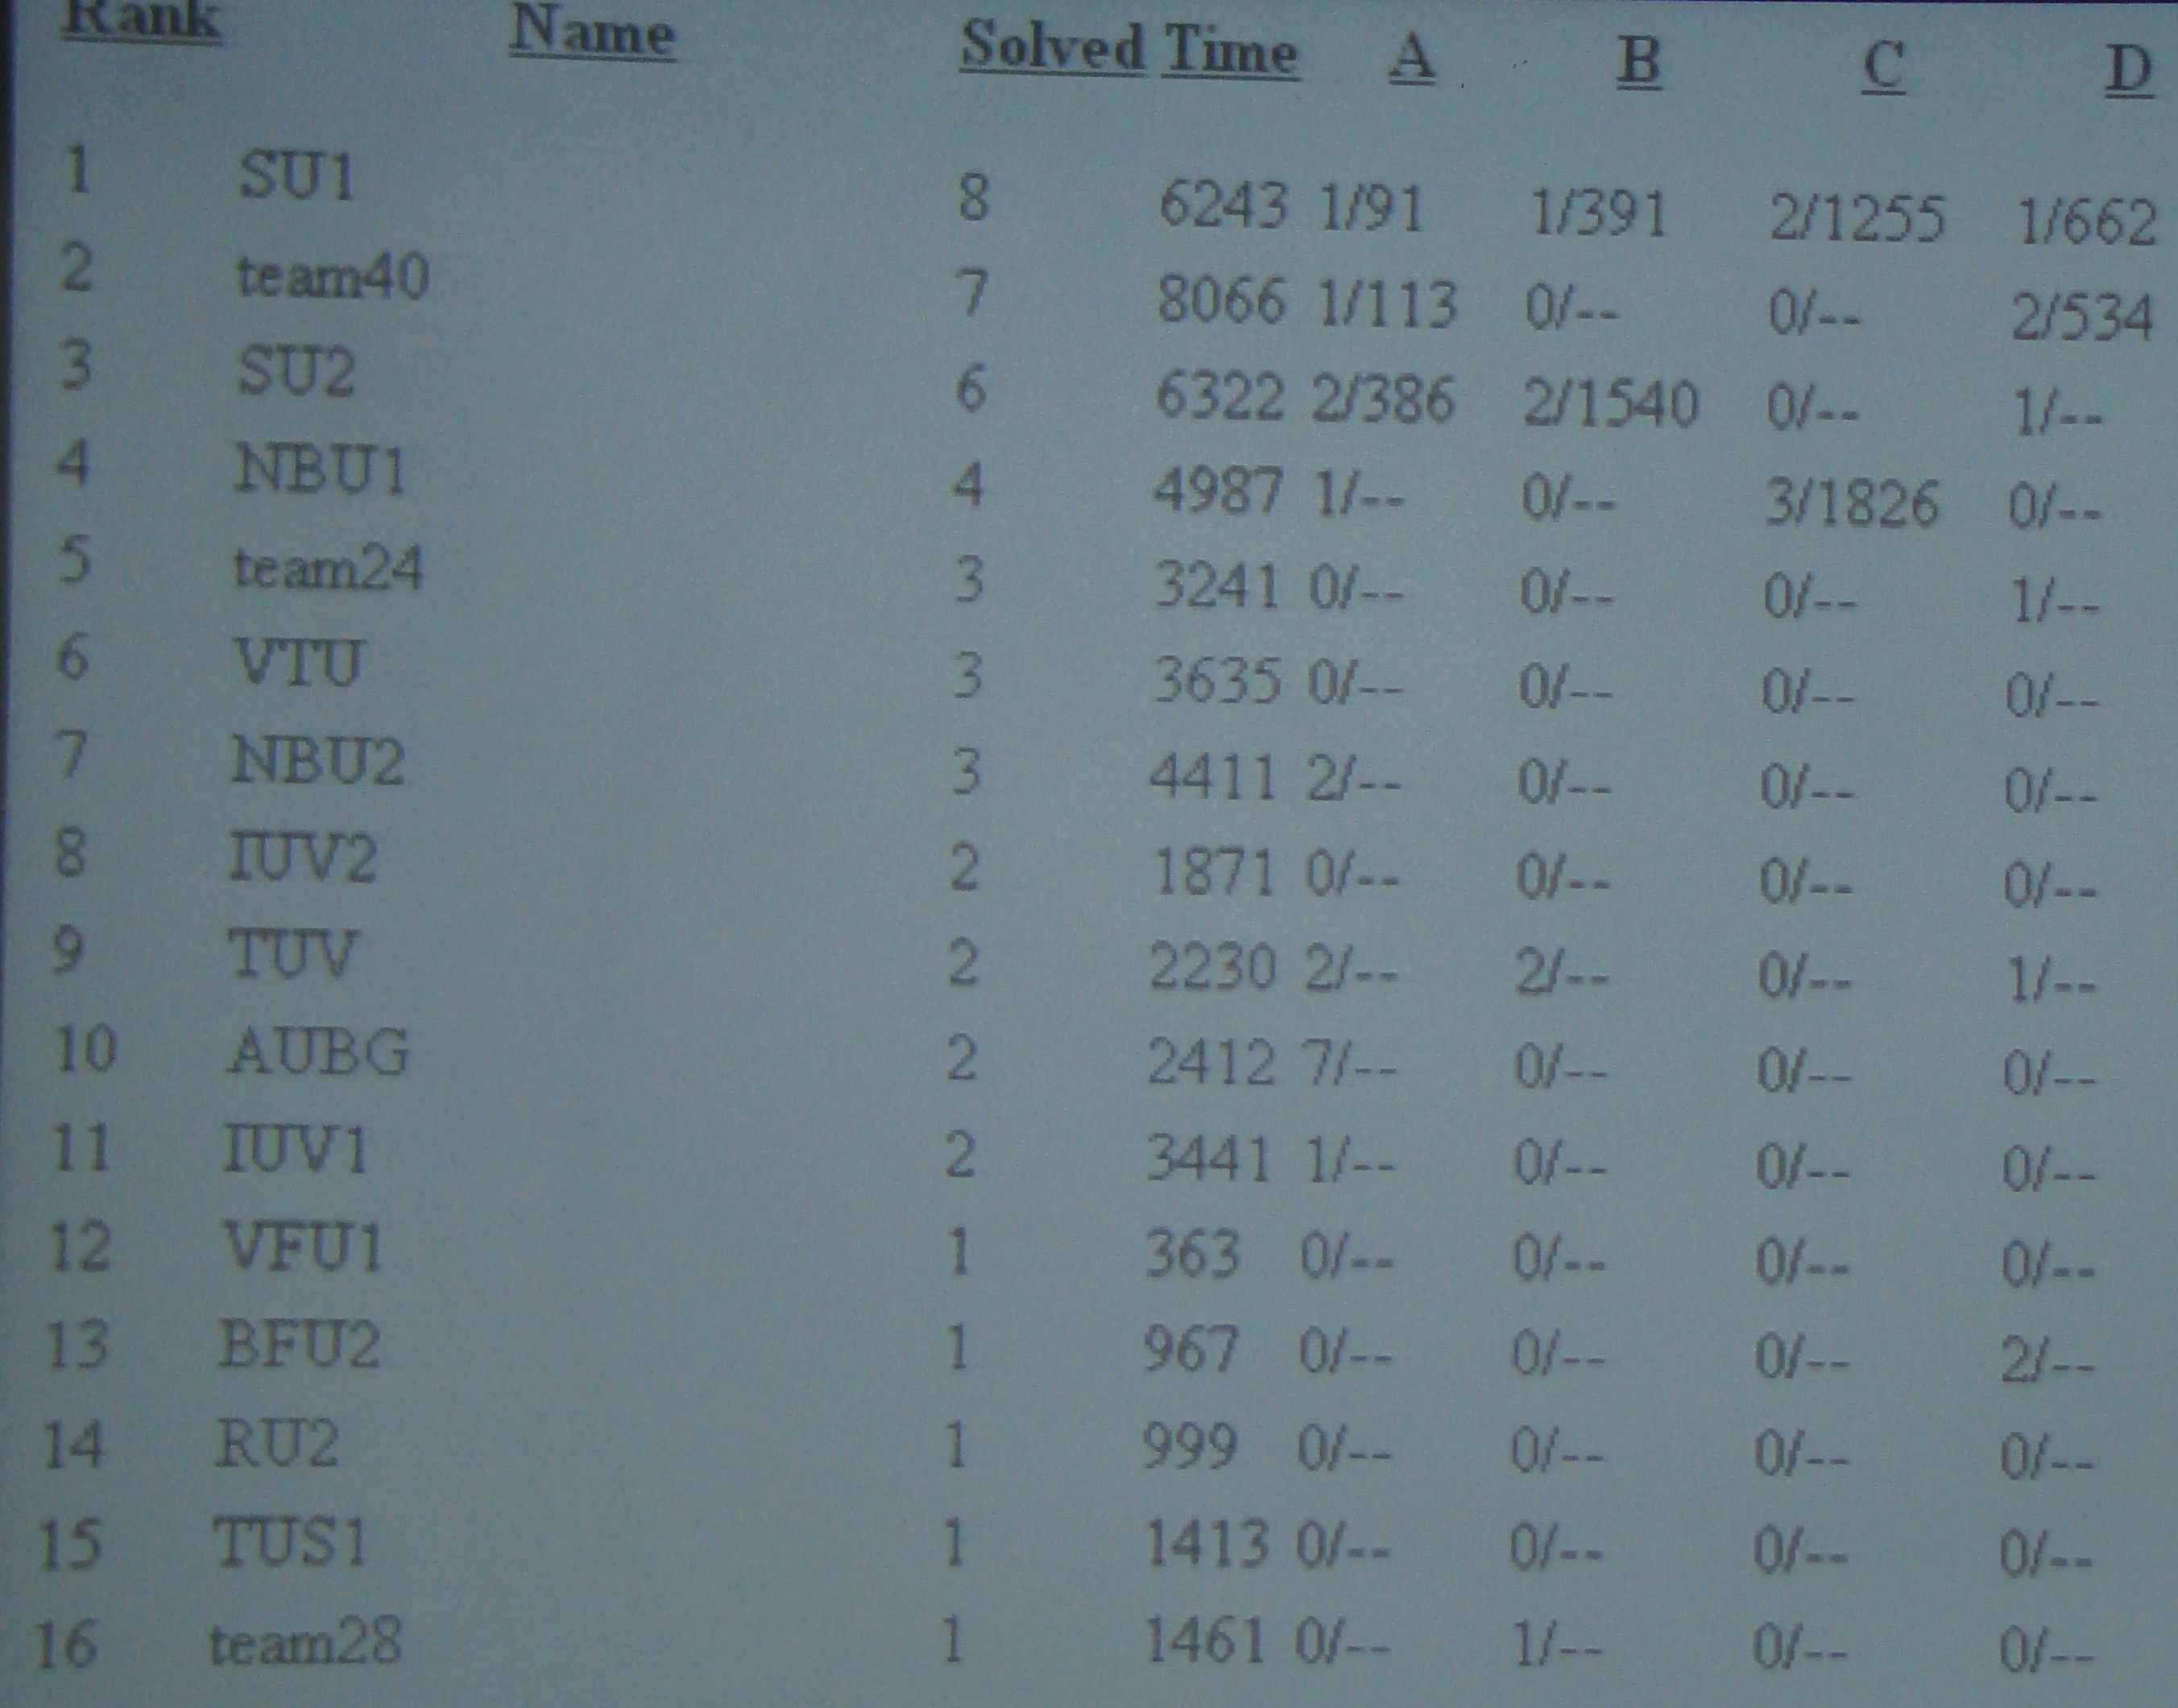 Rank Name Solved Time A B C D
1 SU1 8 6243 1/91 1/391 2/1255 1/662
2 team40 7 8066 1/113 0/-- 0/-- 2/534
3 SU2 6 6322 2/386 2/1540 0/-- 1/--
4 NBU1 4 4987 1/-- 0/-- 3/1826 0/--
5 team24 3 3241 0/-- 0/-- 0/-- 1/--
6 VTU 3 3635 0/-- 0/-- 0/-- 0/--
7 NBU2 3 4411 2/-- 0/-- 0/-- 0/--
8 IUV2 2 1871 0/-- 0/-- 0/-- 0/--
9 TUV 2 2230 2/-- 2/-- 0/-- 1/--
10 AUBG 2 2412 7/-- 0/-- 0/-- 0/--
11 IUV1 2 3441 1/-- 0/-- 0/-- 0/--
12 VFU1 1 363 0/-- 0/-- 0/-- 0/--
13 BFU2 1 967 0/-- 0/-- 0/-- 2/--
14 RU2 1 999 0/-- 0/-- 0/-- 0/--
15 TUS1 1 1413 0/-- 0/-- 0/-- 0/--
16 team28 1 1461 0/-- 1/-- 0/-- 0/--